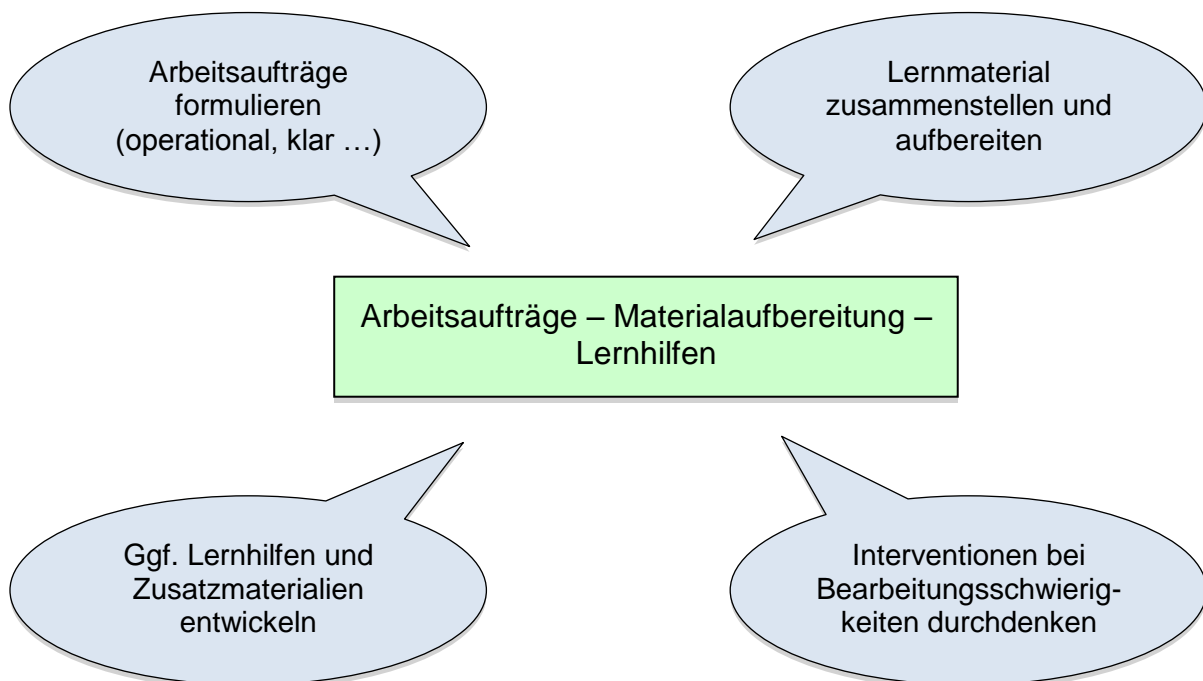 Arbeitsaufträge
formulieren
(operational, klar …)
Lernmaterial
zusammenstellen und
aufbereiten
Arbeitsaufträge – Materialaufbereitung –
Lernhilfen
Ggf. Lernhilfen und
Zusatzmaterialien
entwickeln
Interventionen bei
Bearbeitungsschwierig-
keiten durchdenken